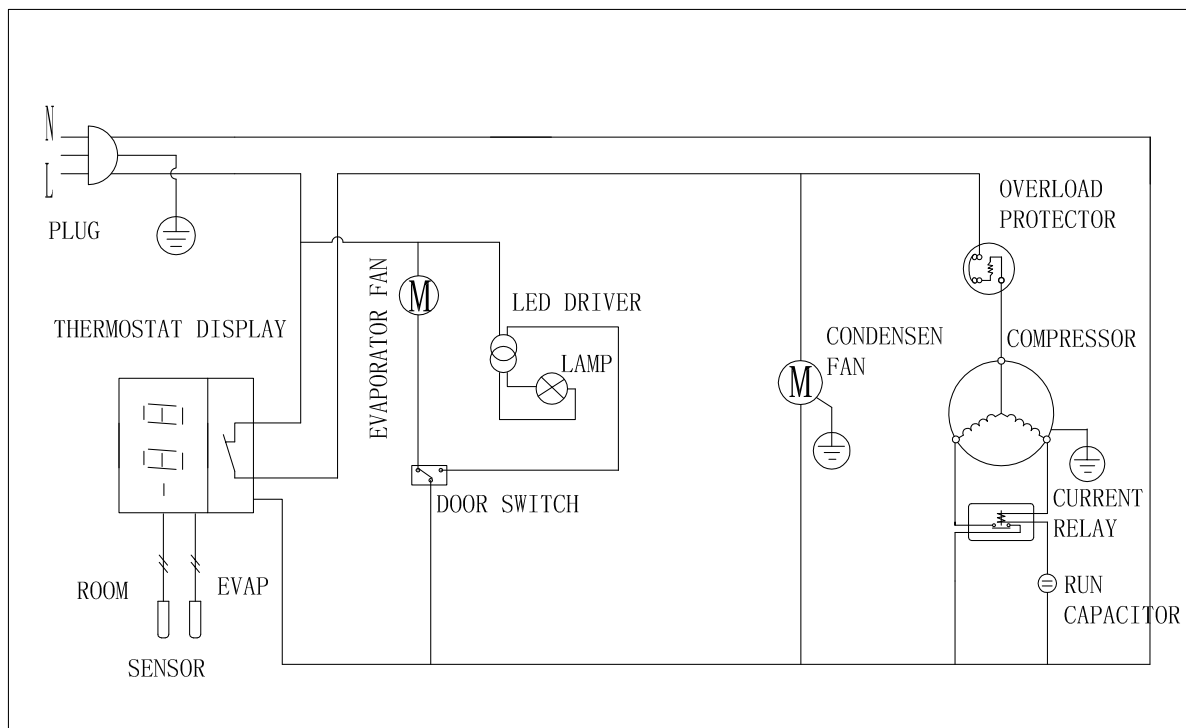 N
L
PLUG
OVERLOAD
PROTECTOR
EVAPORATOR FAN
M
LED DRIVER
THERMOSTAT DISPLAY
LAMP
CONDENSEN
FAN
M
COMPRESSOR
DOOR SWITCH
CURRENT
RELAY
ROOM
EVAP
RUN
CAPACITOR
SENSOR